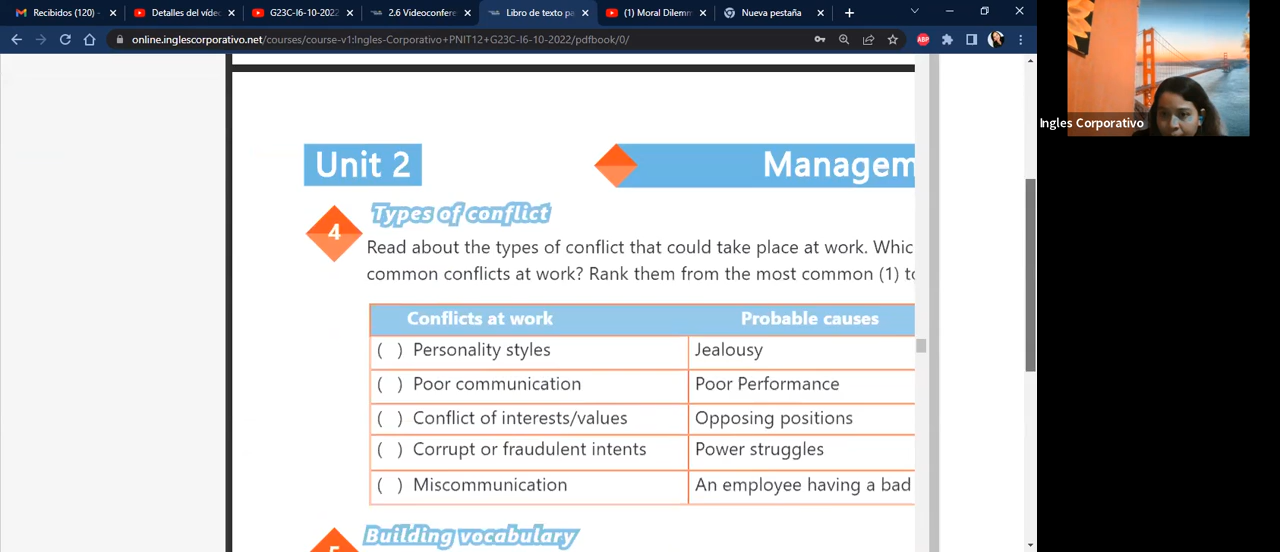 Recibidos (120) -
Detalles del víde
G23C-I6-10-2022
2.6 Videoconfere
Libro de texto pa
(1) Moral Dilemm
Nueva pestaña
online.inglescorporativo.net/courses/course-v1:Ingles-Corporativo+PNIT12+G23C-I6-10-2022/pdfbook/0/
ABP
Ingles Corporativo
Unit 2
Managem
4
Types of conflict
Read about the types of conflict that could take place at work. Whic
common conflicts at work? Rank them from the most common (1) to
Conflicts at work
Probable causes
( ) Personality styles
Jealousy
( ) Poor communication
Poor Performance
( ) Conflict of interests/values
Opposing positions
( ) Corrupt or fraudulent intents
Power struggles
( ) Miscommunication
An employee having a bad
5
Building vocabulary